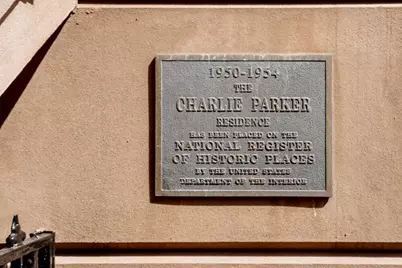 1950-1954
THE
CHARLIE PARKER
RESIDENCE
HAS BEEN PLACED ON THE
NATIONAL REGISTER
OF HISTORIC PLACES
BY THE UNITED STATES
DEPARTMENT OF THE INTERIOR